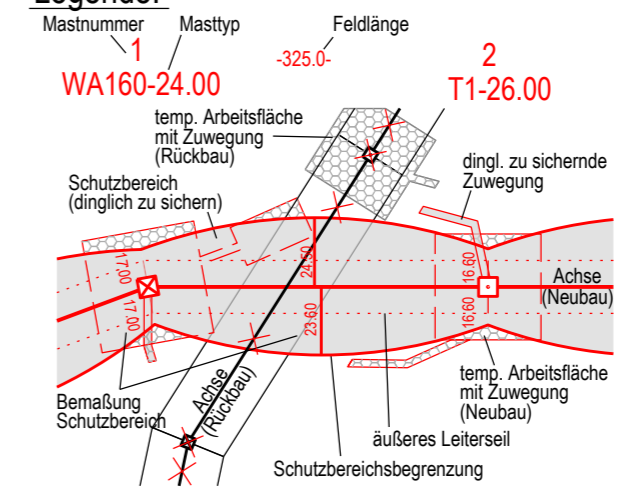 Legende:
Mastnummer Masttyp Feldlänge
1
WA160-24.00
-325.0-
2
T1-26.00
temp. Arbeitsfläche
mit Zuwegung
(Rückbau)
dingl. zu sichernde
Zuwegung
Schutzbereich
(dinglich zu sichern)
17.00
24.50
16.60
Achse
(Neubau)
17.00
23.60
16.60
Achse
(Rückbau)
Bemaßung
Schutzbereich
temp. Arbeitsfläche
mit Zuwegung
(Neubau)
äußeres Leiterseil
Schutzbereichsbegrenzung